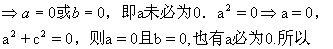 ⇒a=0或b=0，即a未必为0．a²=0⇒a=0，
a²+c²=0，则a=0且b=0,也有a必为0.所以